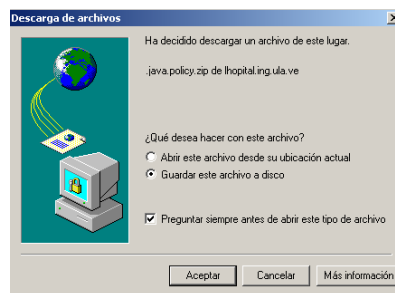 Descarga de archivos
Ha decidido descargar un archivo de este lugar.
.java.policy.zip de lhopital.ing.ula.ve
¿Qué desea hacer con este archivo?
Abrir este archivo desde su ubicación actual
Guardar este archivo a disco
Preguntar siempre antes de abrir este tipo de archivo
Aceptar Cancelar Más información